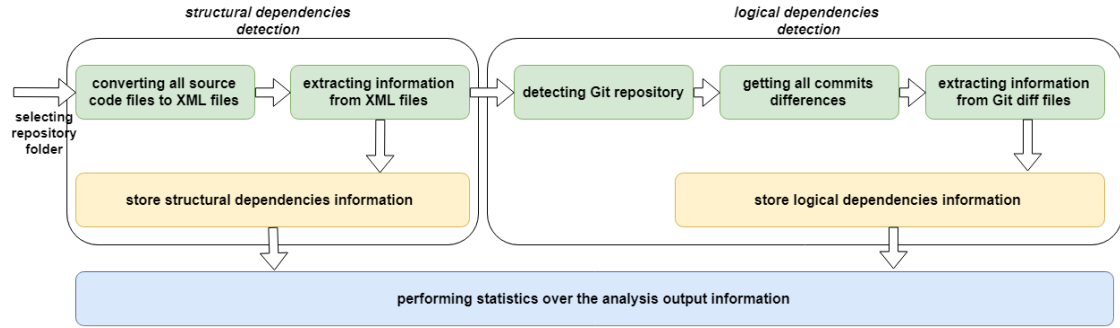 structural dependencies
detection
logical dependencies
detection
converting all source
code files to XML files
extracting information
from XML files
detecting Git repository
getting all commits
differences
extracting information
from Git diff files
selecting
repository
folder
store structural dependencies information
store logical dependencies information
performing statistics over the analysis output information